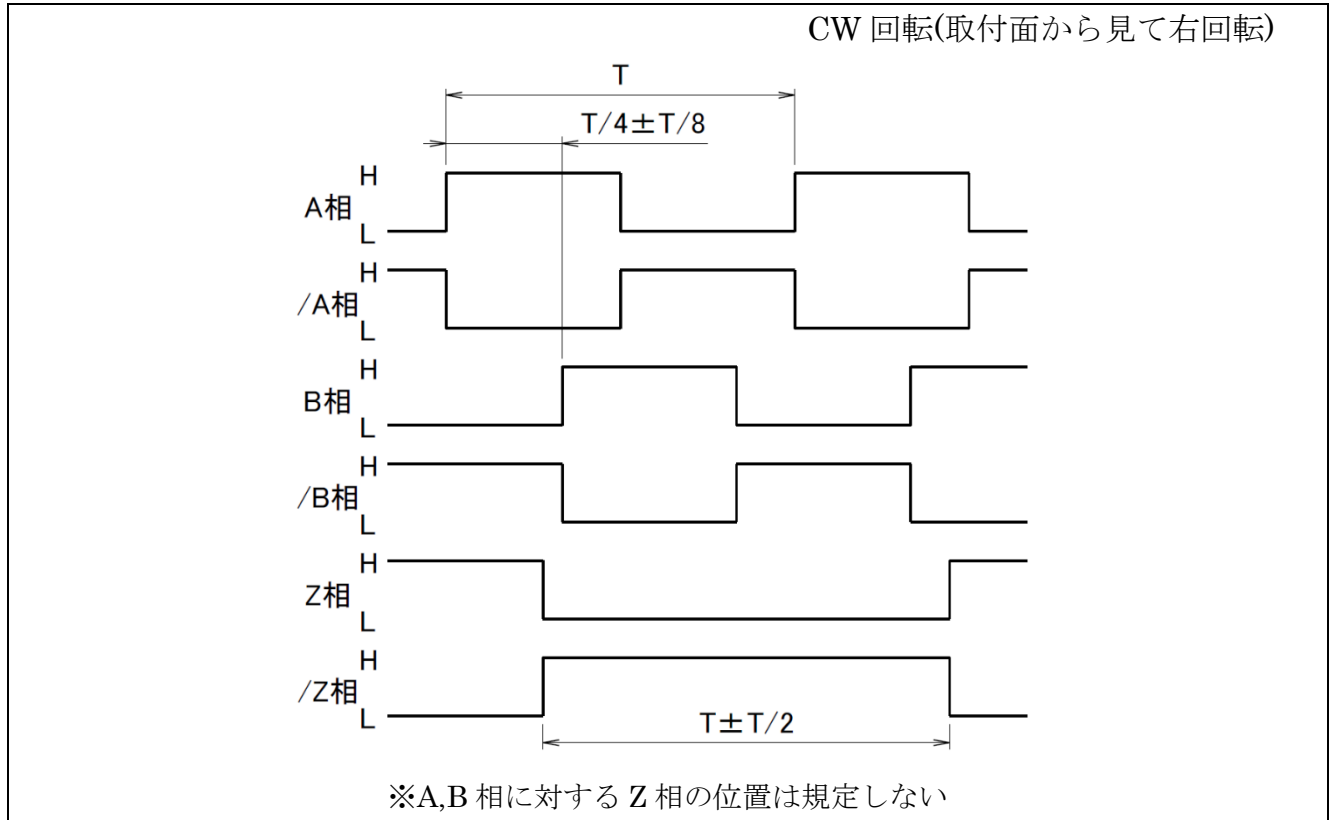 CW 回転(取付面から見て右回転)
T
T/4±T/8
H
A相
L
H
/A相
L
H
B相
L
H
/B相
L
H
Z相
L
H
/Z相
L
T±T/2
※A,B 相に対する Z 相の位置は規定しない